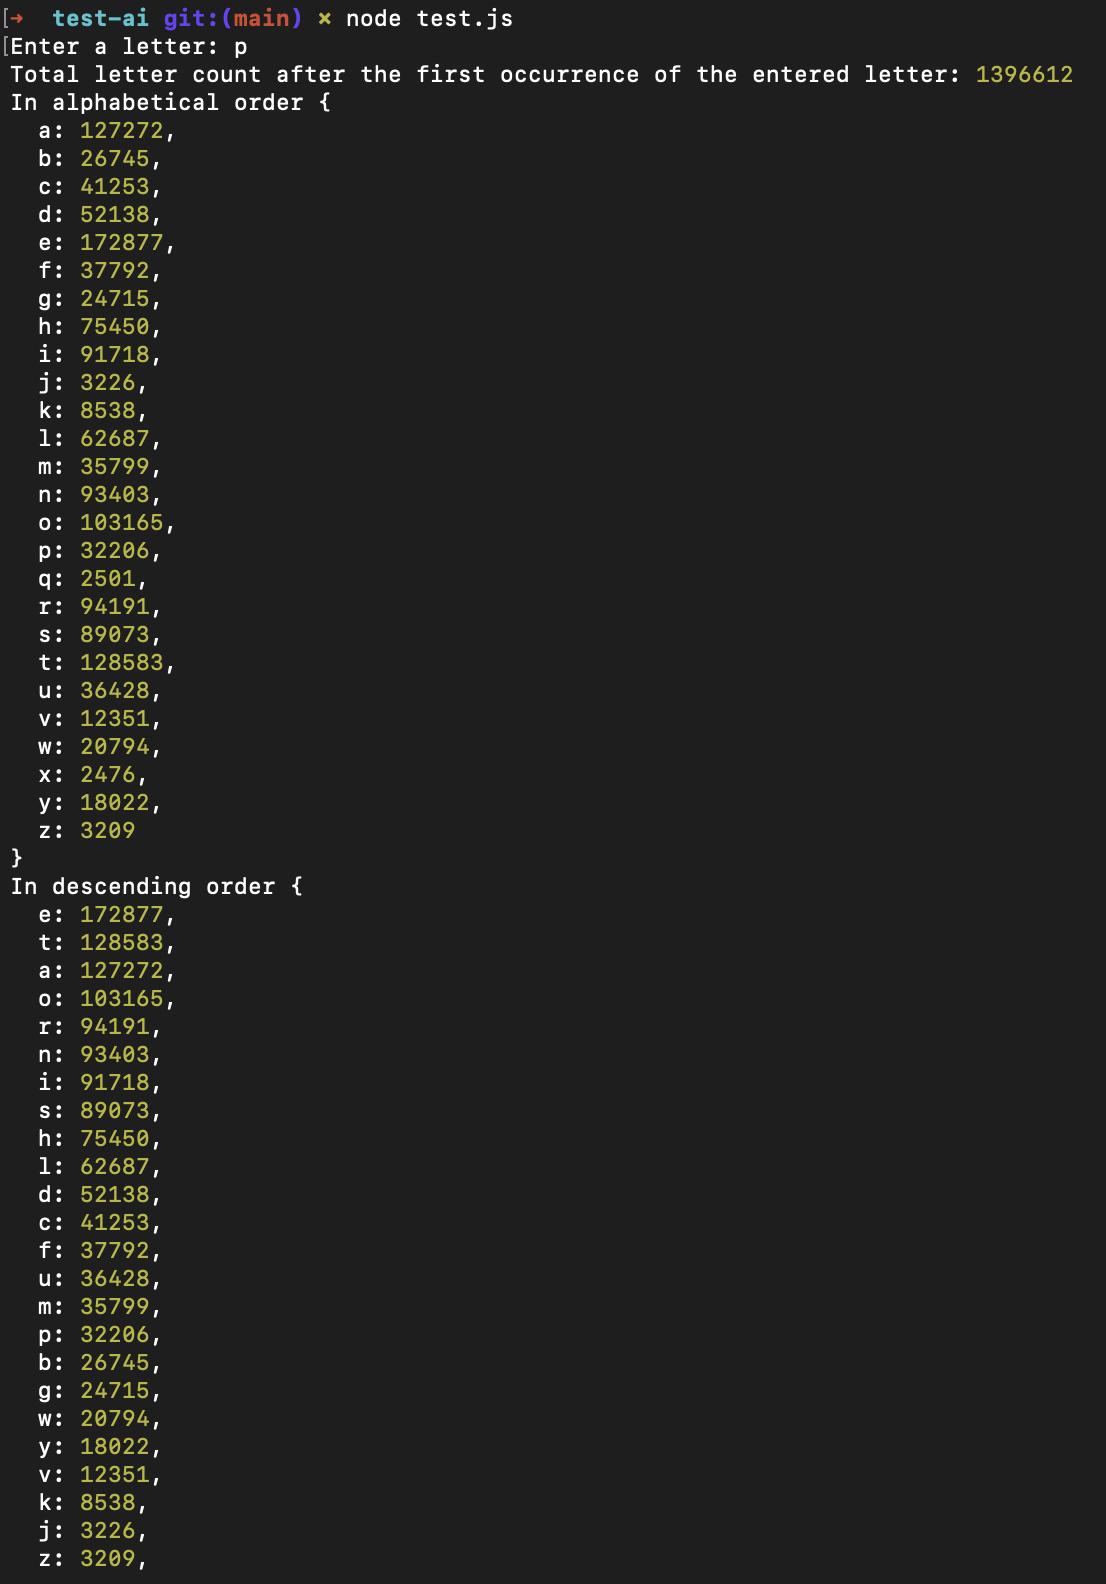 [→  test-ai git:(main) × node test.js
[Enter a letter: p
Total letter count after the first occurrence of the entered letter: 1396612
In alphabetical order {
  a: 127272,
  b: 26745,
  c: 41253,
  d: 52138,
  e: 172877,
  f: 37792,
  g: 24715,
  h: 75450,
  i: 91718,
  j: 3226,
  k: 8538,
  l: 62687,
  m: 35799,
  n: 93403,
  o: 103165,
  p: 32206,
  q: 2501,
  r: 94191,
  s: 89073,
  t: 128583,
  u: 36428,
  v: 12351,
  w: 20794,
  x: 2476,
  y: 18022,
  z: 3209
}
In descending order {
  e: 172877,
  t: 128583,
  a: 127272,
  o: 103165,
  r: 94191,
  n: 93403,
  i: 91718,
  s: 89073,
  h: 75450,
  l: 62687,
  d: 52138,
  c: 41253,
  f: 37792,
  u: 36428,
  m: 35799,
  p: 32206,
  b: 26745,
  g: 24715,
  w: 20794,
  y: 18022,
  v: 12351,
  k: 8538,
  j: 3226,
  z: 3209,